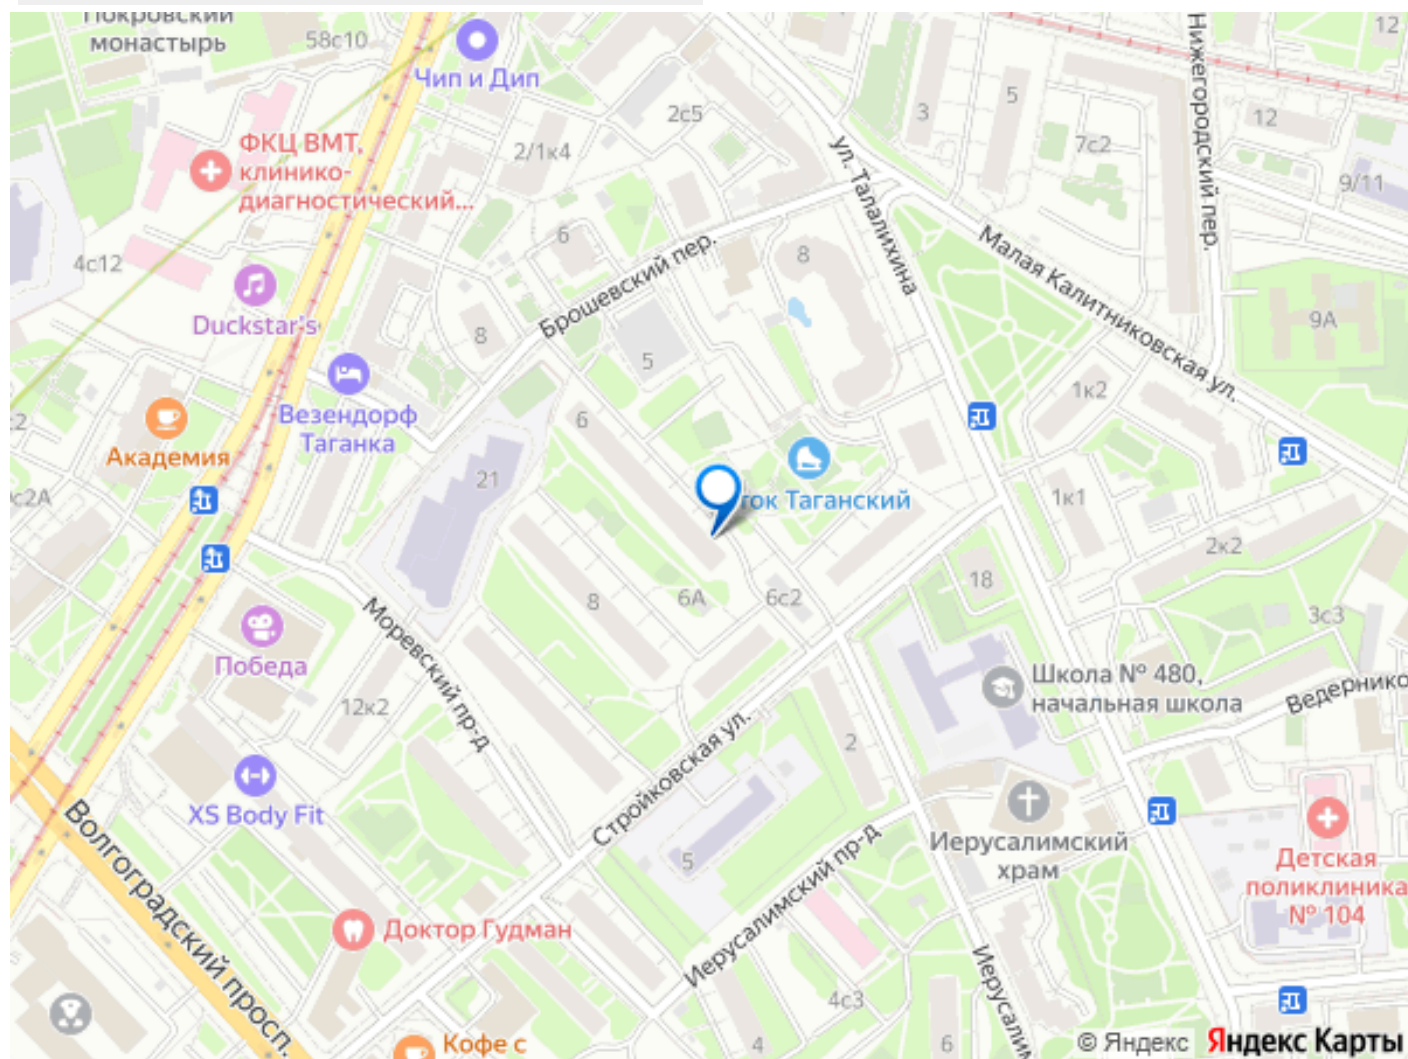 Покровский
монастырь
58с10
Чип и Дип
2с5
2/1к4
ФКЦ ВМТ,
клинико-
диагностический...
4с12
6
Брошевский пер.
Duckstar's
8
5
Везендорф
Таганка
Академия
6
21
ул. Талалихина
3
5
7с2
12
12
9/11
Нижегородский пер.
Малая Калитниковская ул.
8
9А
1к2
1к1
2к2
3с3
ток Таганский
с2А
8
6А
6с2
18
Моревский пр-д
Победа
12к2
XS Body Fit
Школа № 480,
начальная школа
Ведернико
2
Стройковская ул.
5
Иерусалимский
храм
Иерусалимский пр-д
Детская
поликлиника
№ 104
Волгоградский просп.
Доктор Гудман
4с3
4
6
Иерусалим
Кофе с
© Яндекс Яндекс Карты